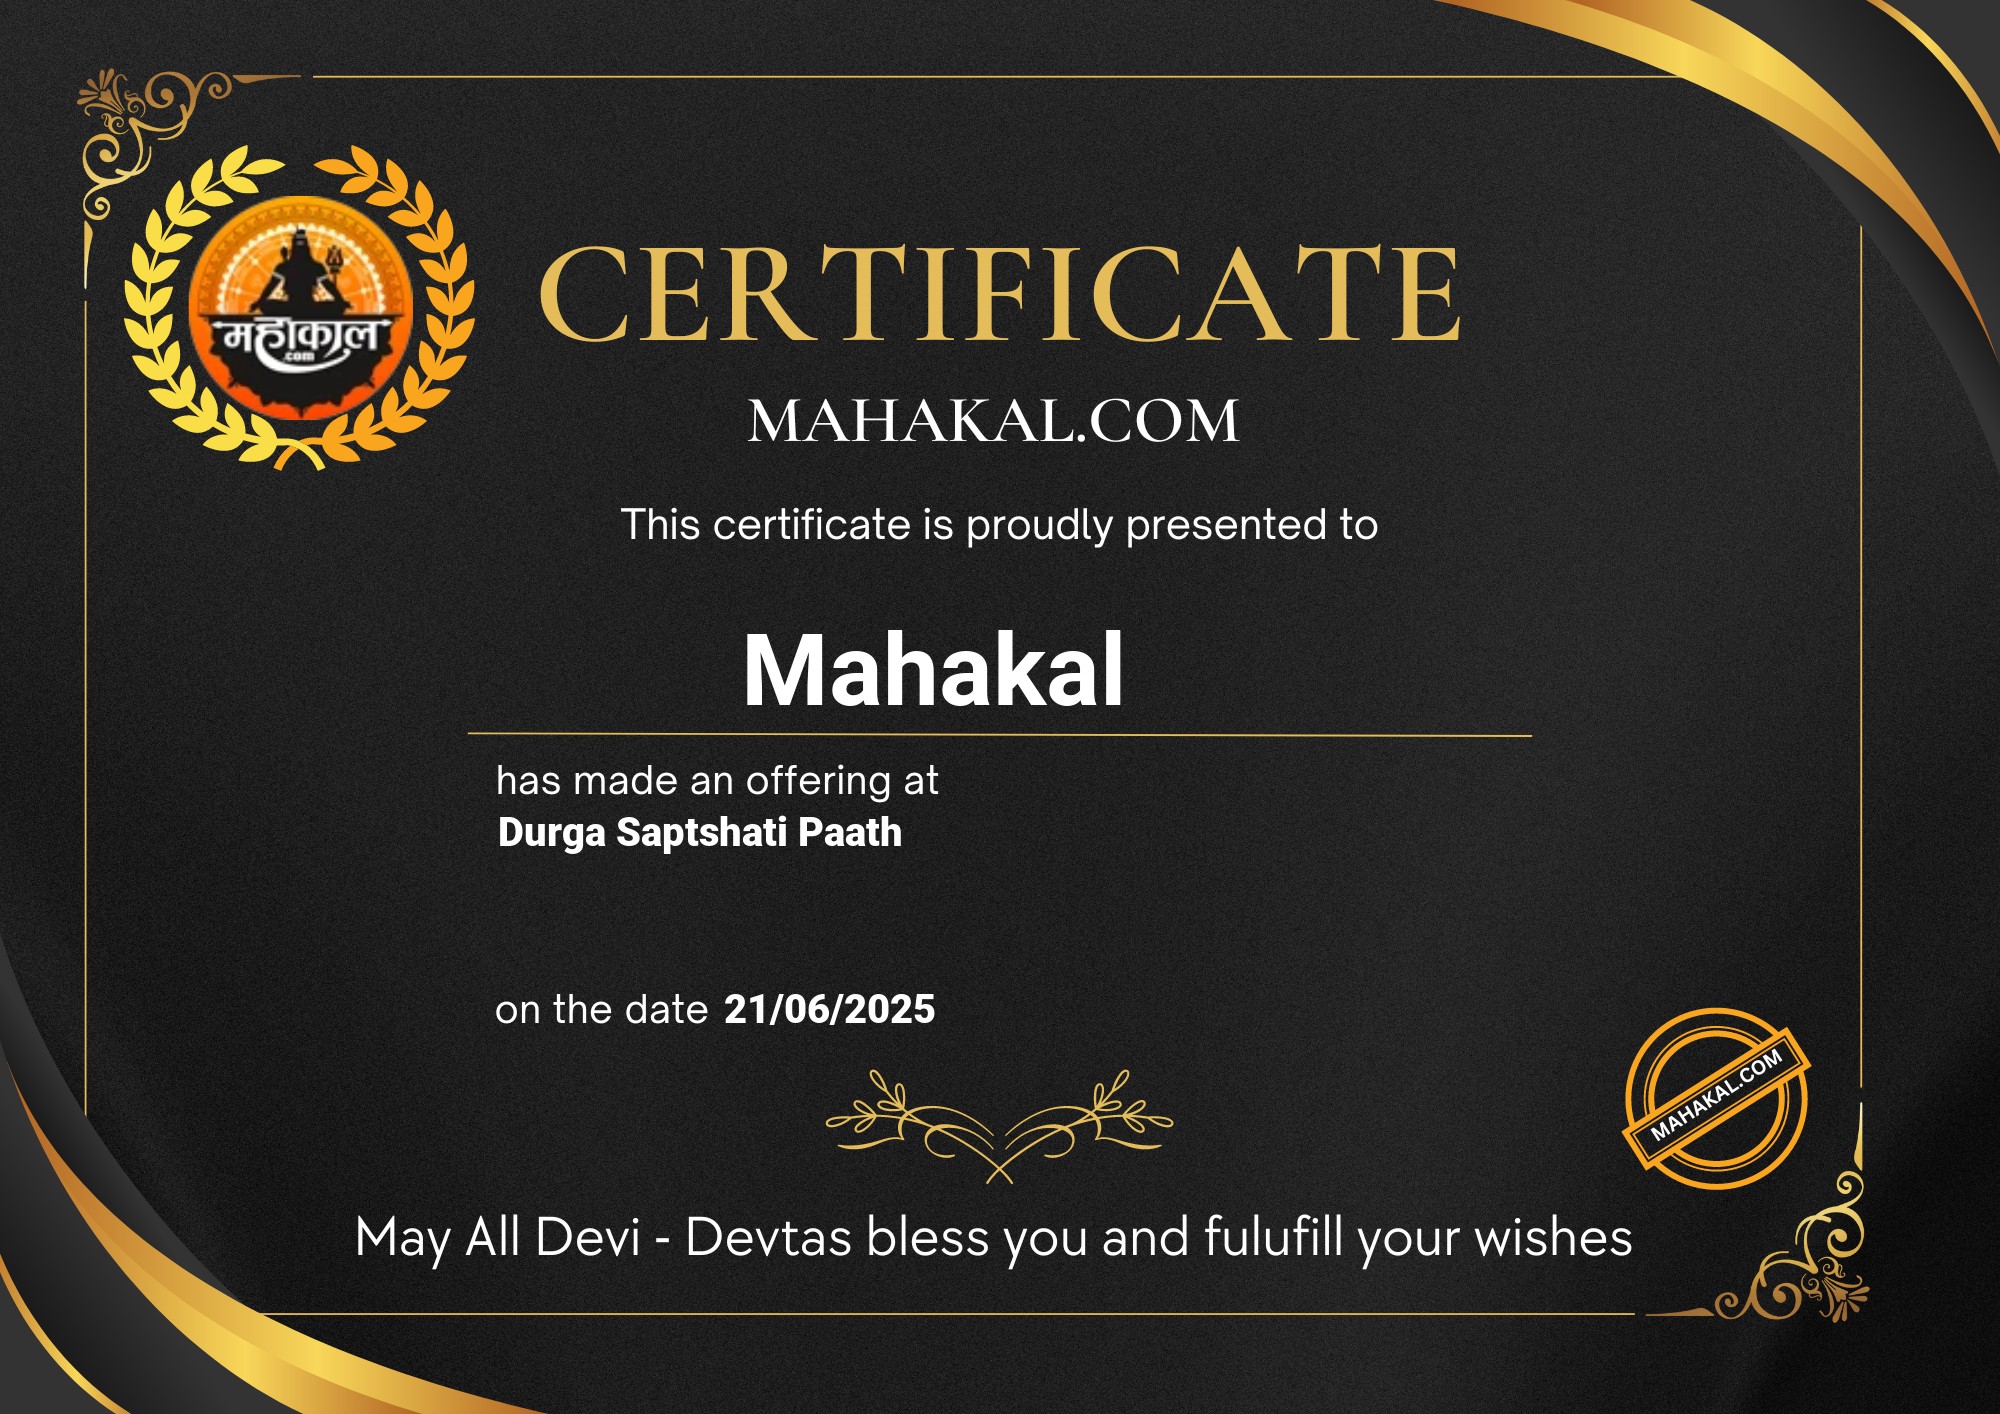 महाकाल
.com
CERTIFICATE
MAHAKAL.COM
This certificate is proudly presented to
Mahakal
has made an offering at
Durga Saptshati Paath
on the date 21/06/2025
MAHAKAL.COM
May All Devi - Devtas bless you and fulufill your wishes